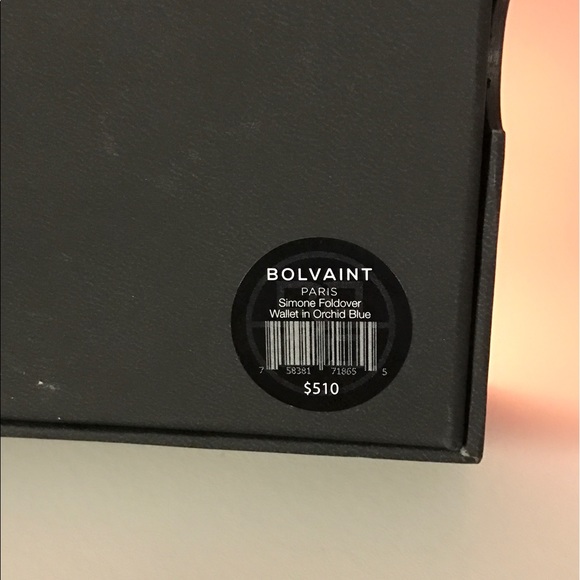 BOLVAINT
PARIS
Simone Foldover
Wallet in Orchid Blue
7 58381 71865 5
$510